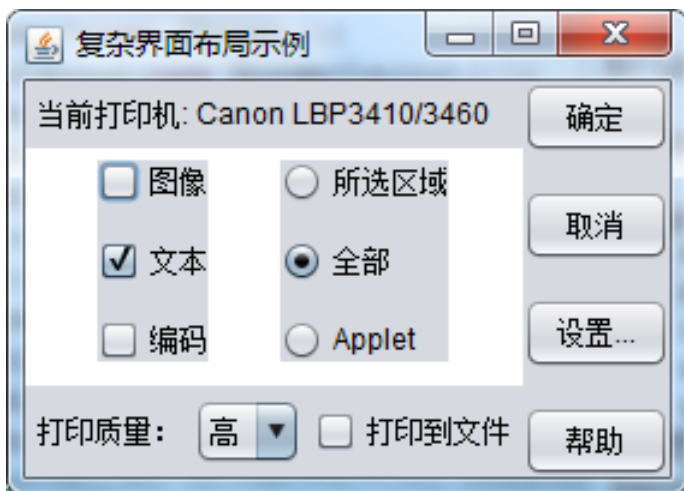 复杂界面布局示例
当前打印机: Canon LBP3410/3460
确定
图像
所选区域
取消
文本
全部
设置...
编码
Applet
打印质量：
高
打印到文件
帮助